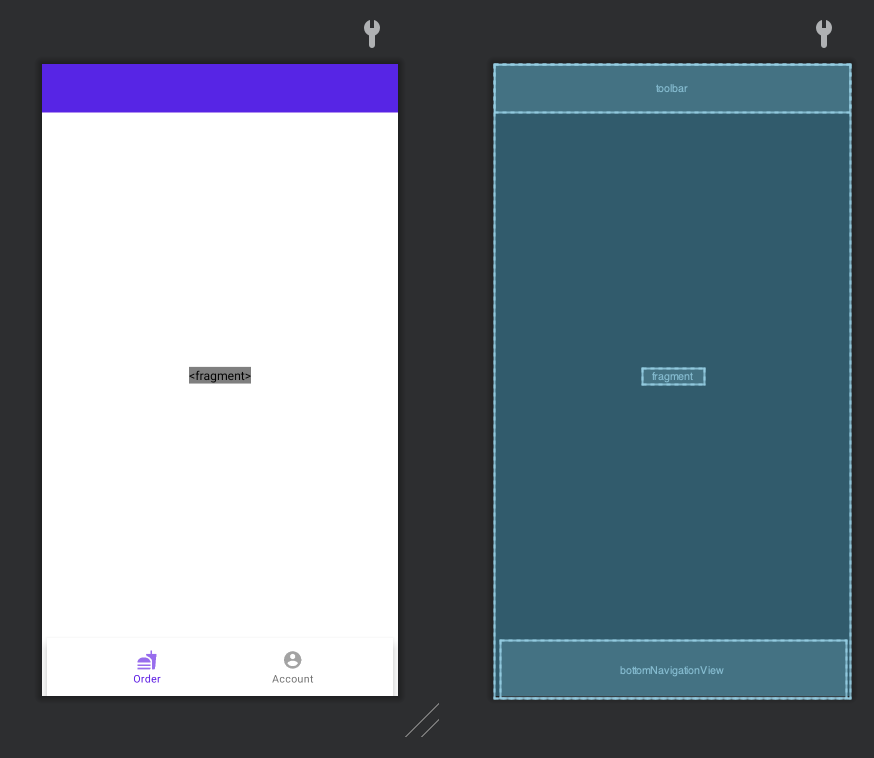 <fragment>
Order
Account
toolbar
fragment
bottomNavigationView